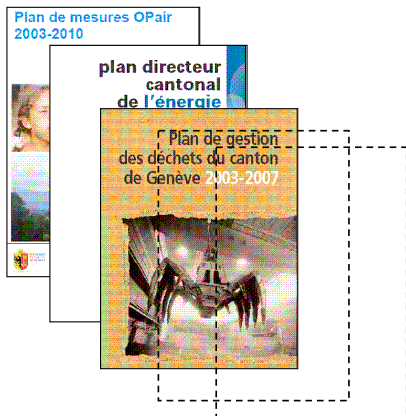 Plan de mesures OPair
2003-2010
plan directeur
cantonal
de l'énergie
Plan de gestion
des déchets du canton
de Genève 2003-2007